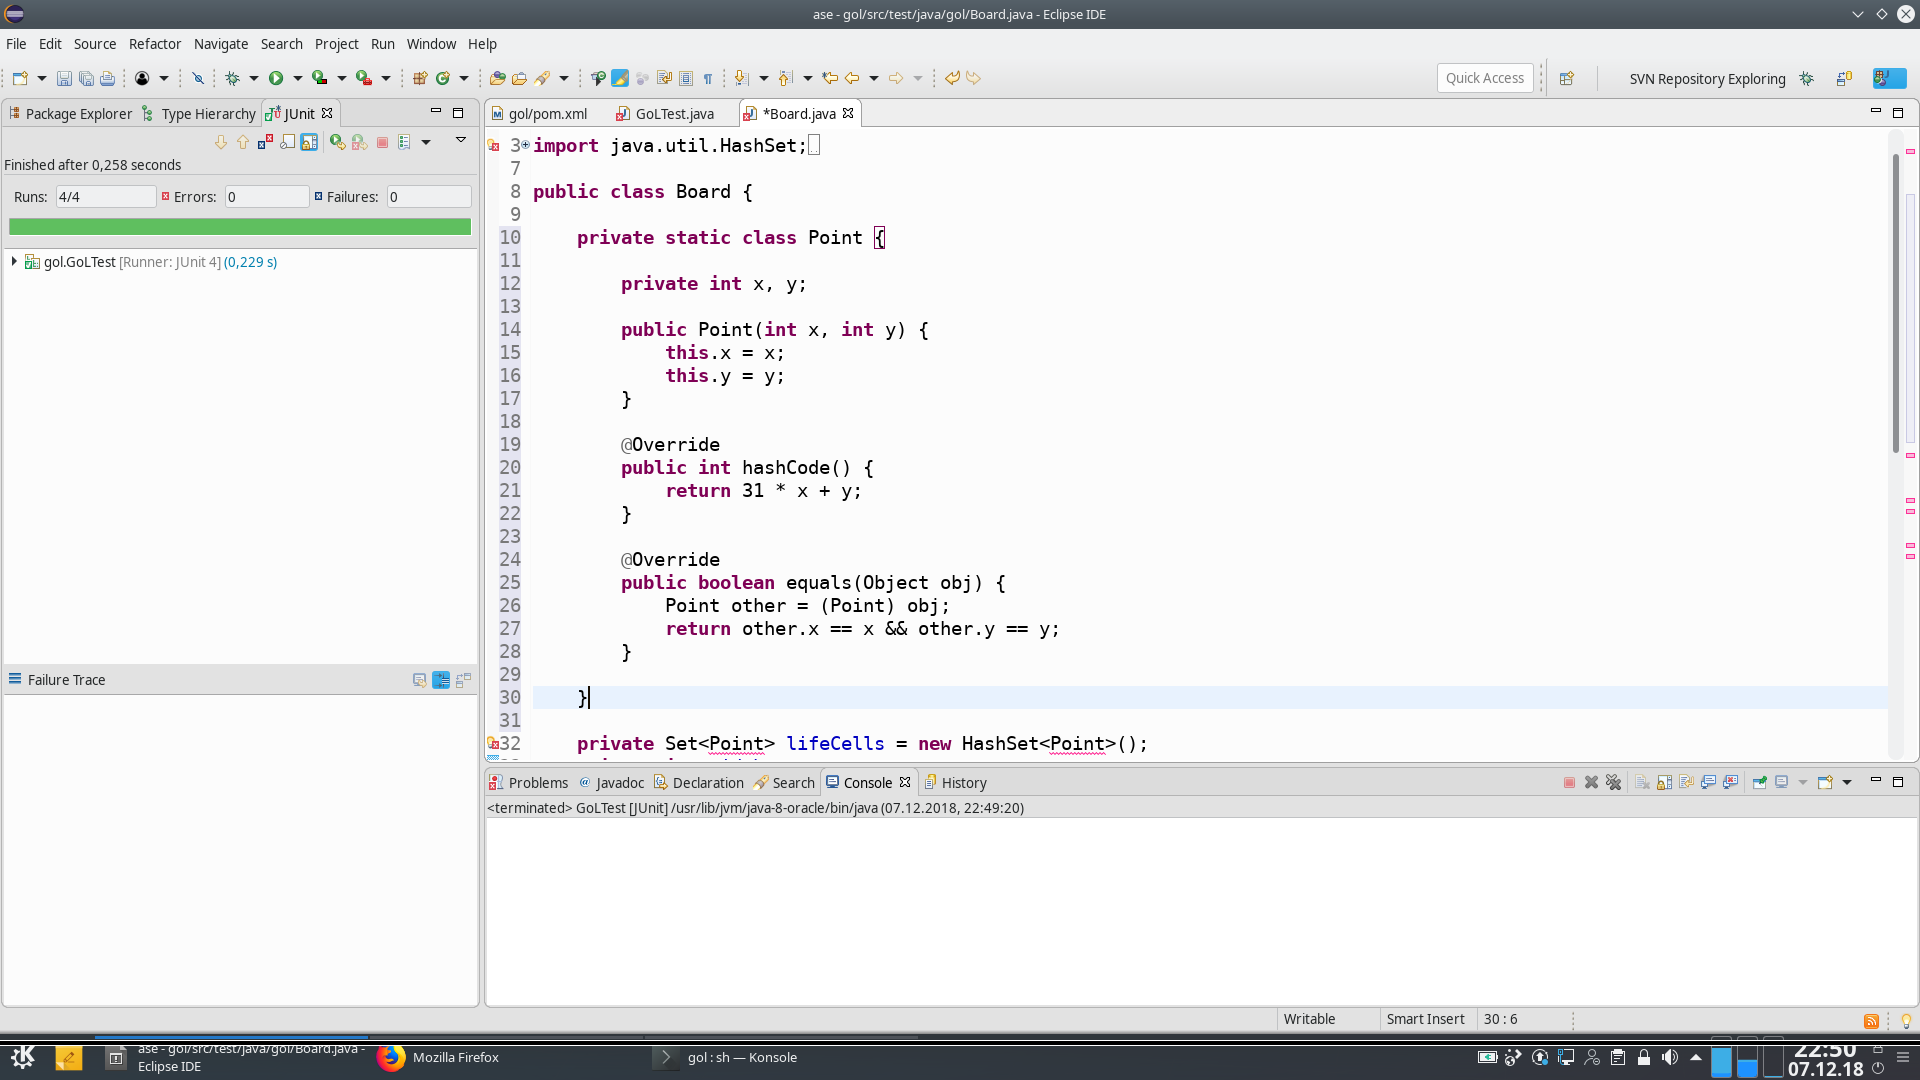 ase - gol/src/test/java/gol/Board.java - Eclipse IDE
File Edit Source Refactor Navigate Search Project Run Window Help
Quick Access
SVN Repository Exploring
Package Explorer Type Hierarchy JUnit
gol/pom.xml GoLTest.java *Board.java
Finished after 0,258 seconds
Runs: 4/4 Errors: 0 Failures: 0
gol.GoLTest [Runner: JUnit 4] (0,229 s)
Failure Trace
3 import java.util.HashSet;
7
8 public class Board {
9
10 private static class Point {
11
12 private int x, y;
13
14 public Point(int x, int y) {
15 this.x = x;
16 this.y = y;
17 }
18
19 @Override
20 public int hashCode() {
21 return 31 * x + y;
22 }
23
24 @Override
25 public boolean equals(Object obj) {
26 Point other = (Point) obj;
27 return other.x == x && other.y == y;
28 }
29
30 }
31
32 private Set<Point> lifeCells = new HashSet<Point>();
Problems @ Javadoc Declaration Search Console History
<terminated> GoLTest [JUnit] /usr/lib/jvm/java-8-oracle/bin/java (07.12.2018, 22:49:20)
Writable Smart Insert 30 : 6
ase - gol/src/test/java/gol/Board.java -
Eclipse IDE
Mozilla Firefox
gol : sh — Konsole
22:50
07.12.18